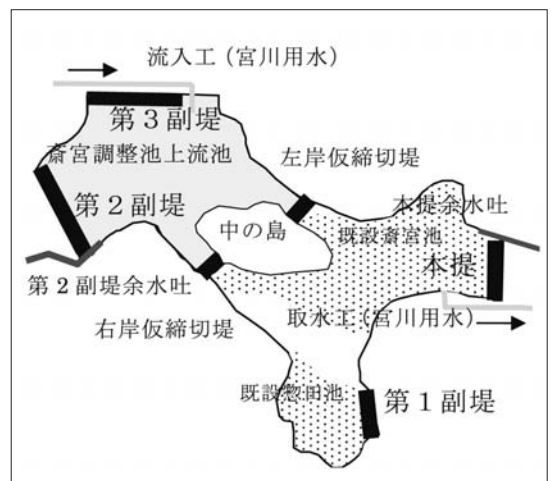 流入工（宮川用水）
第３副堤
斎宮調整池上流池
左岸仮締切堤
第２副堤
本堤余水吐
中の島
既設斎宮池
本堤
第２副堤余水吐
取水工（宮川用水）
右岸仮締切堤
既設惣田池
第１副堤